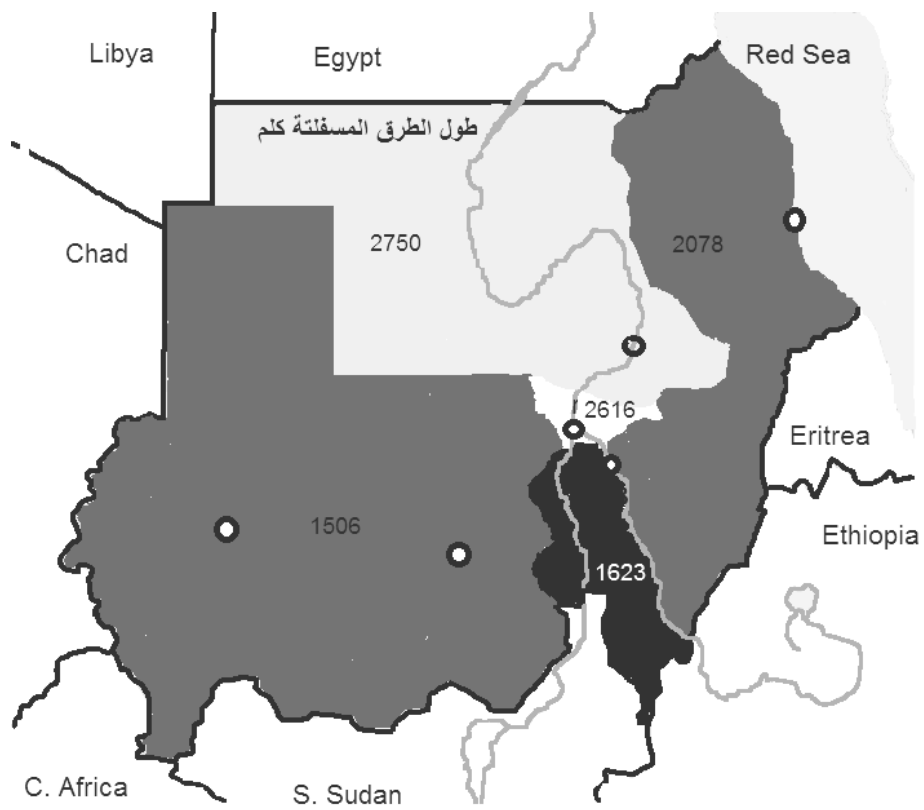 Libya
Egypt
Red Sea
طول الطرق المسفلتة كلم
Chad
2750
2078
2616
Eritrea
1506
Ethiopia
1623
C. Africa
S. Sudan